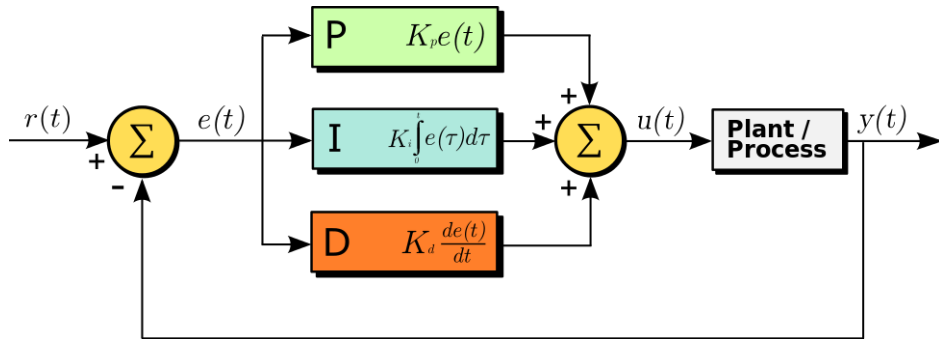 P K_p e(t)
r(t) + - Σ e(t)
I K_i ∫_0^t e(τ)dτ
D K_d de(t)/dt
+ + + Σ u(t)
Plant /
Process
y(t)